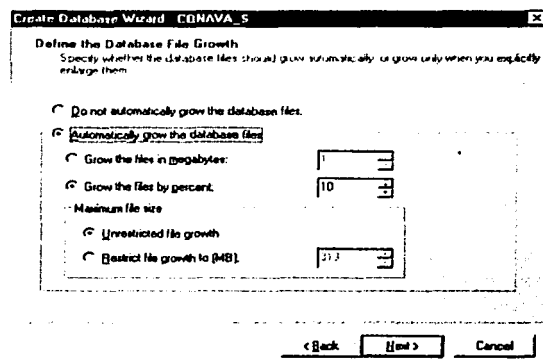 Create Database Wizard CONAVA_S
Define the Database File Growth
Specify whether the database files should grow automatically or grow only when you explicitly
enlarge them
Do not automatically grow the database files.
Automatically grow the database files
Grow the files in megabytes: 1
Grow the files by percent. 10
Maximum file size
Unrestricted file growth
Restrict file growth to (MB).
< Back Next > Cancel